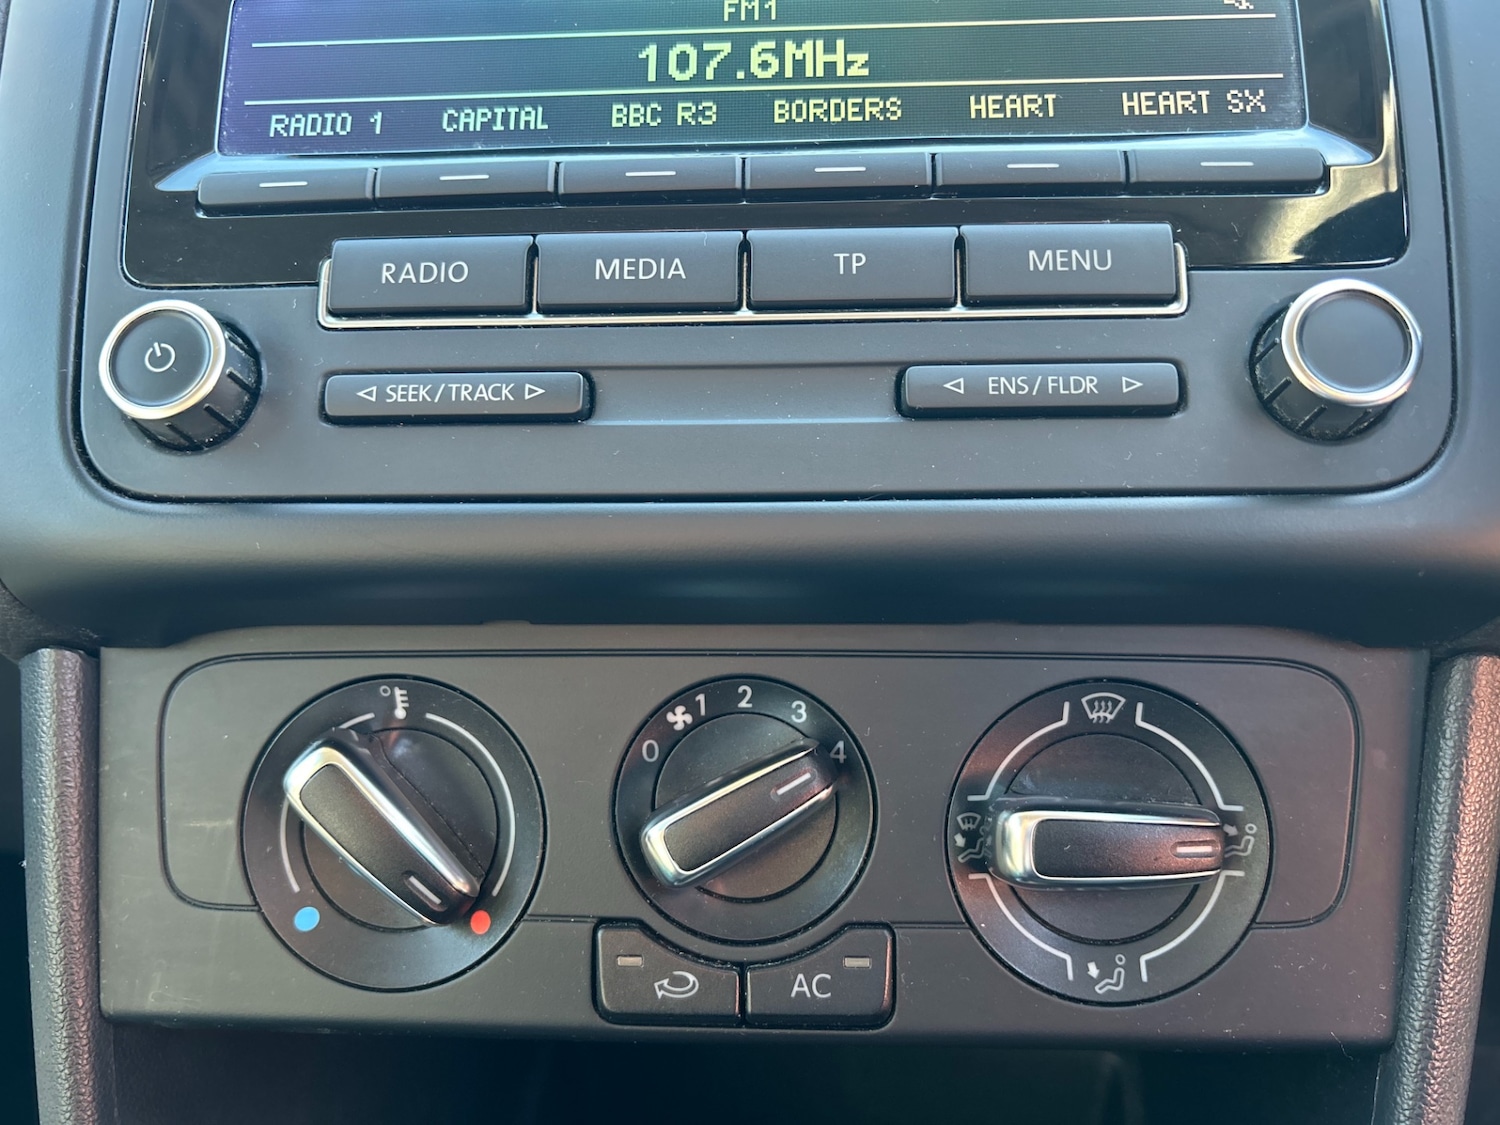 FM1
107.6MHz
RADIO 1 CAPITAL BBC R3 BORDERS HEART HEART SX
RADIO MEDIA TP MENU
SEEK/TRACK ENS/FLDR
0 1 2 3 4
AC